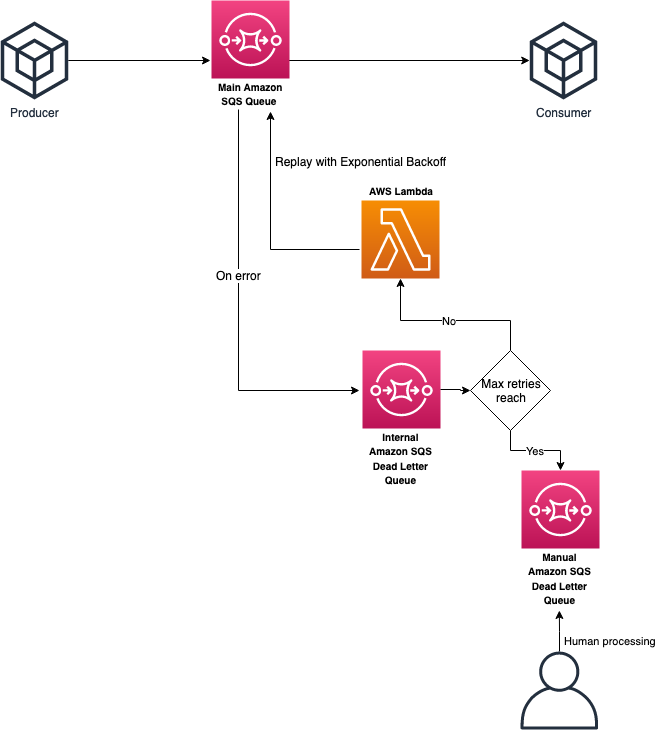 Producer
Main Amazon
SQS Queue
Consumer
Replay with Exponential Backoff
AWS Lambda
On error
No
Max retries
reach
Internal
Amazon SQS
Dead Letter
Queue
Yes
Manual
Amazon SQS
Dead Letter
Queue
Human processing